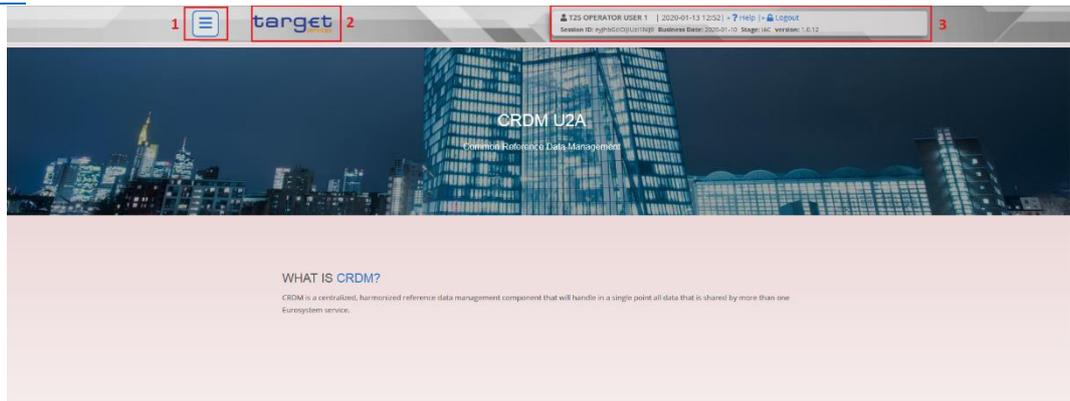 1
target
services
2
T2S OPERATOR USER 1 | 2020-01-13 12:52| » ? Help |» Logout
Business Date: 2020-01-10 Stage: IAC version: 1.0.12
Session ID:
3
CRDM U2A
Common Reference Data Management
WHAT IS CRDM?
CRDM is a centralized, harmonized reference data management component that will handle in a single point all data that is shared by more than one
Eurosystem service.